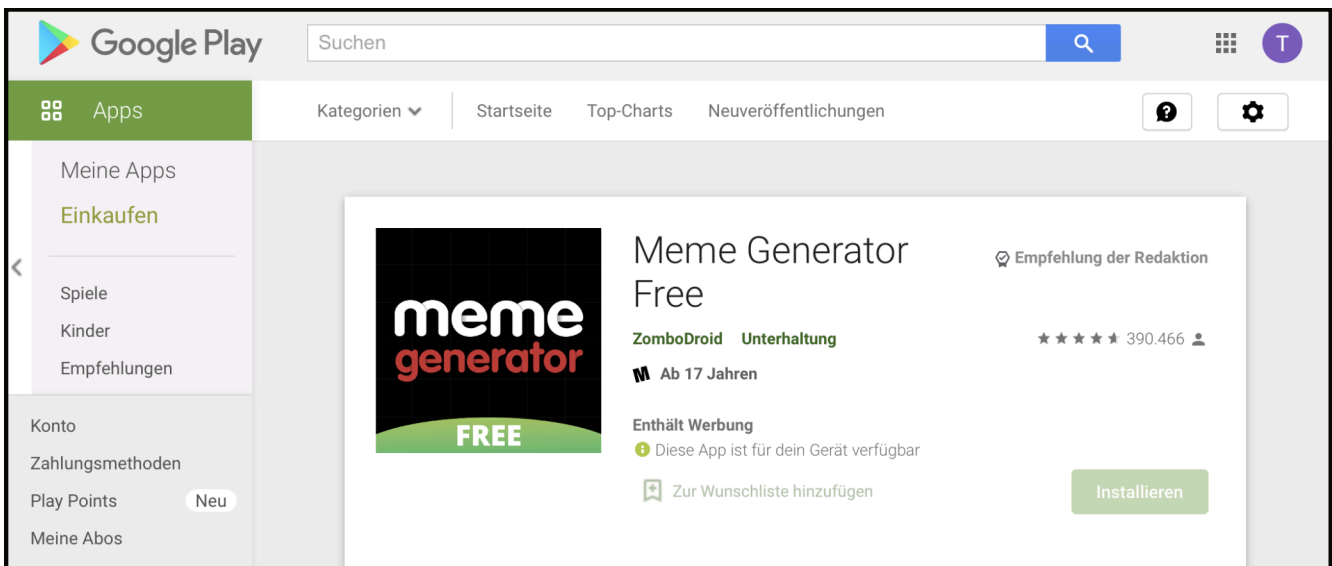 Google Play
Suchen
T
Apps
Kategorien
Startseite
Top-Charts
Neuveröffentlichungen
Meine Apps
Einkaufen
Spiele
Kinder
Empfehlungen
Konto
Zahlungsmethoden
Play Points Neu
Meine Abos
meme
generator
FREE
Meme Generator
Free
Empfehlung der Redaktion
ZomboDroid Unterhaltung
390.466
Ab 17 Jahren
Enthält Werbung
Diese App ist für dein Gerät verfügbar
Zur Wunschliste hinzufügen
Installieren